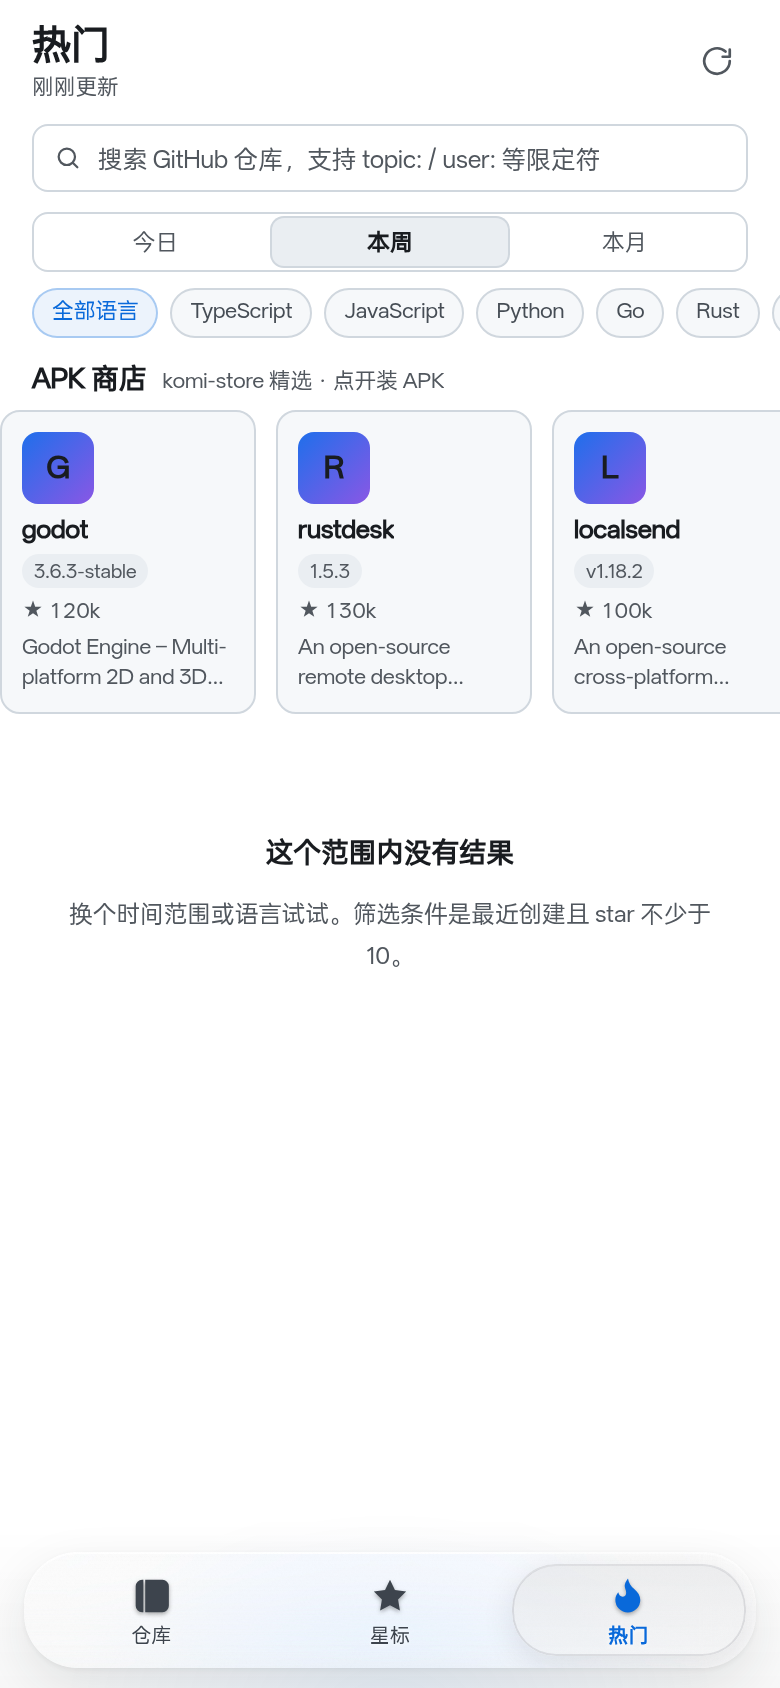 热门
刚刚更新
搜索 GitHub 仓库，支持 topic: / user: 等限定符
今日 本周 本月
全部语言 TypeScript JavaScript Python Go Rust
APK 商店 komi-store 精选 · 点开装 APK
G R L
godot rustdesk localsend
3.6.3-stable 1.5.3 v1.18.2
★ 120k ★ 130k ★ 100k
Godot Engine – Multi- An open-source An open-source
platform 2D and 3D... remote desktop... cross-platform...
这个范围内没有结果
换个时间范围或语言试试。筛选条件是最近创建且 star 不少于
10。
仓库 星标 热门